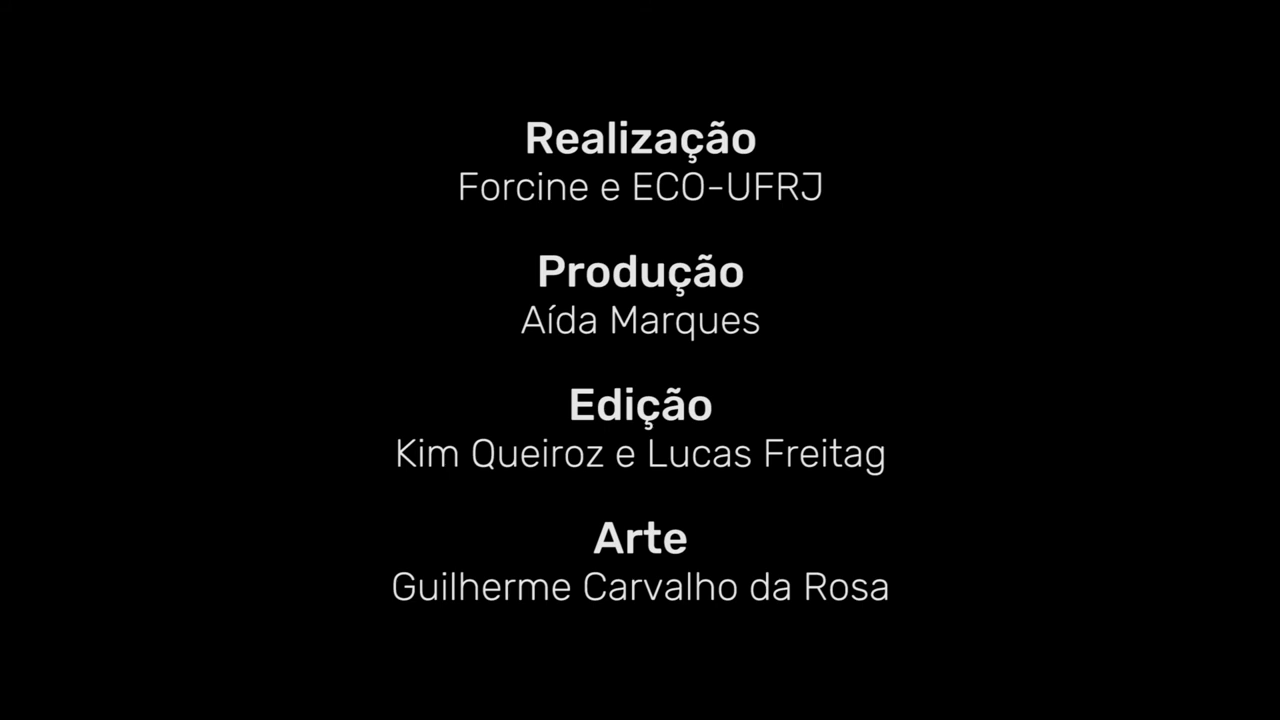 Realização
Forcine e ECO-UFRJ
Produção
Aída Marques
Edição
Kim Queiroz e Lucas Freitag
Arte
Guilherme Carvalho da Rosa